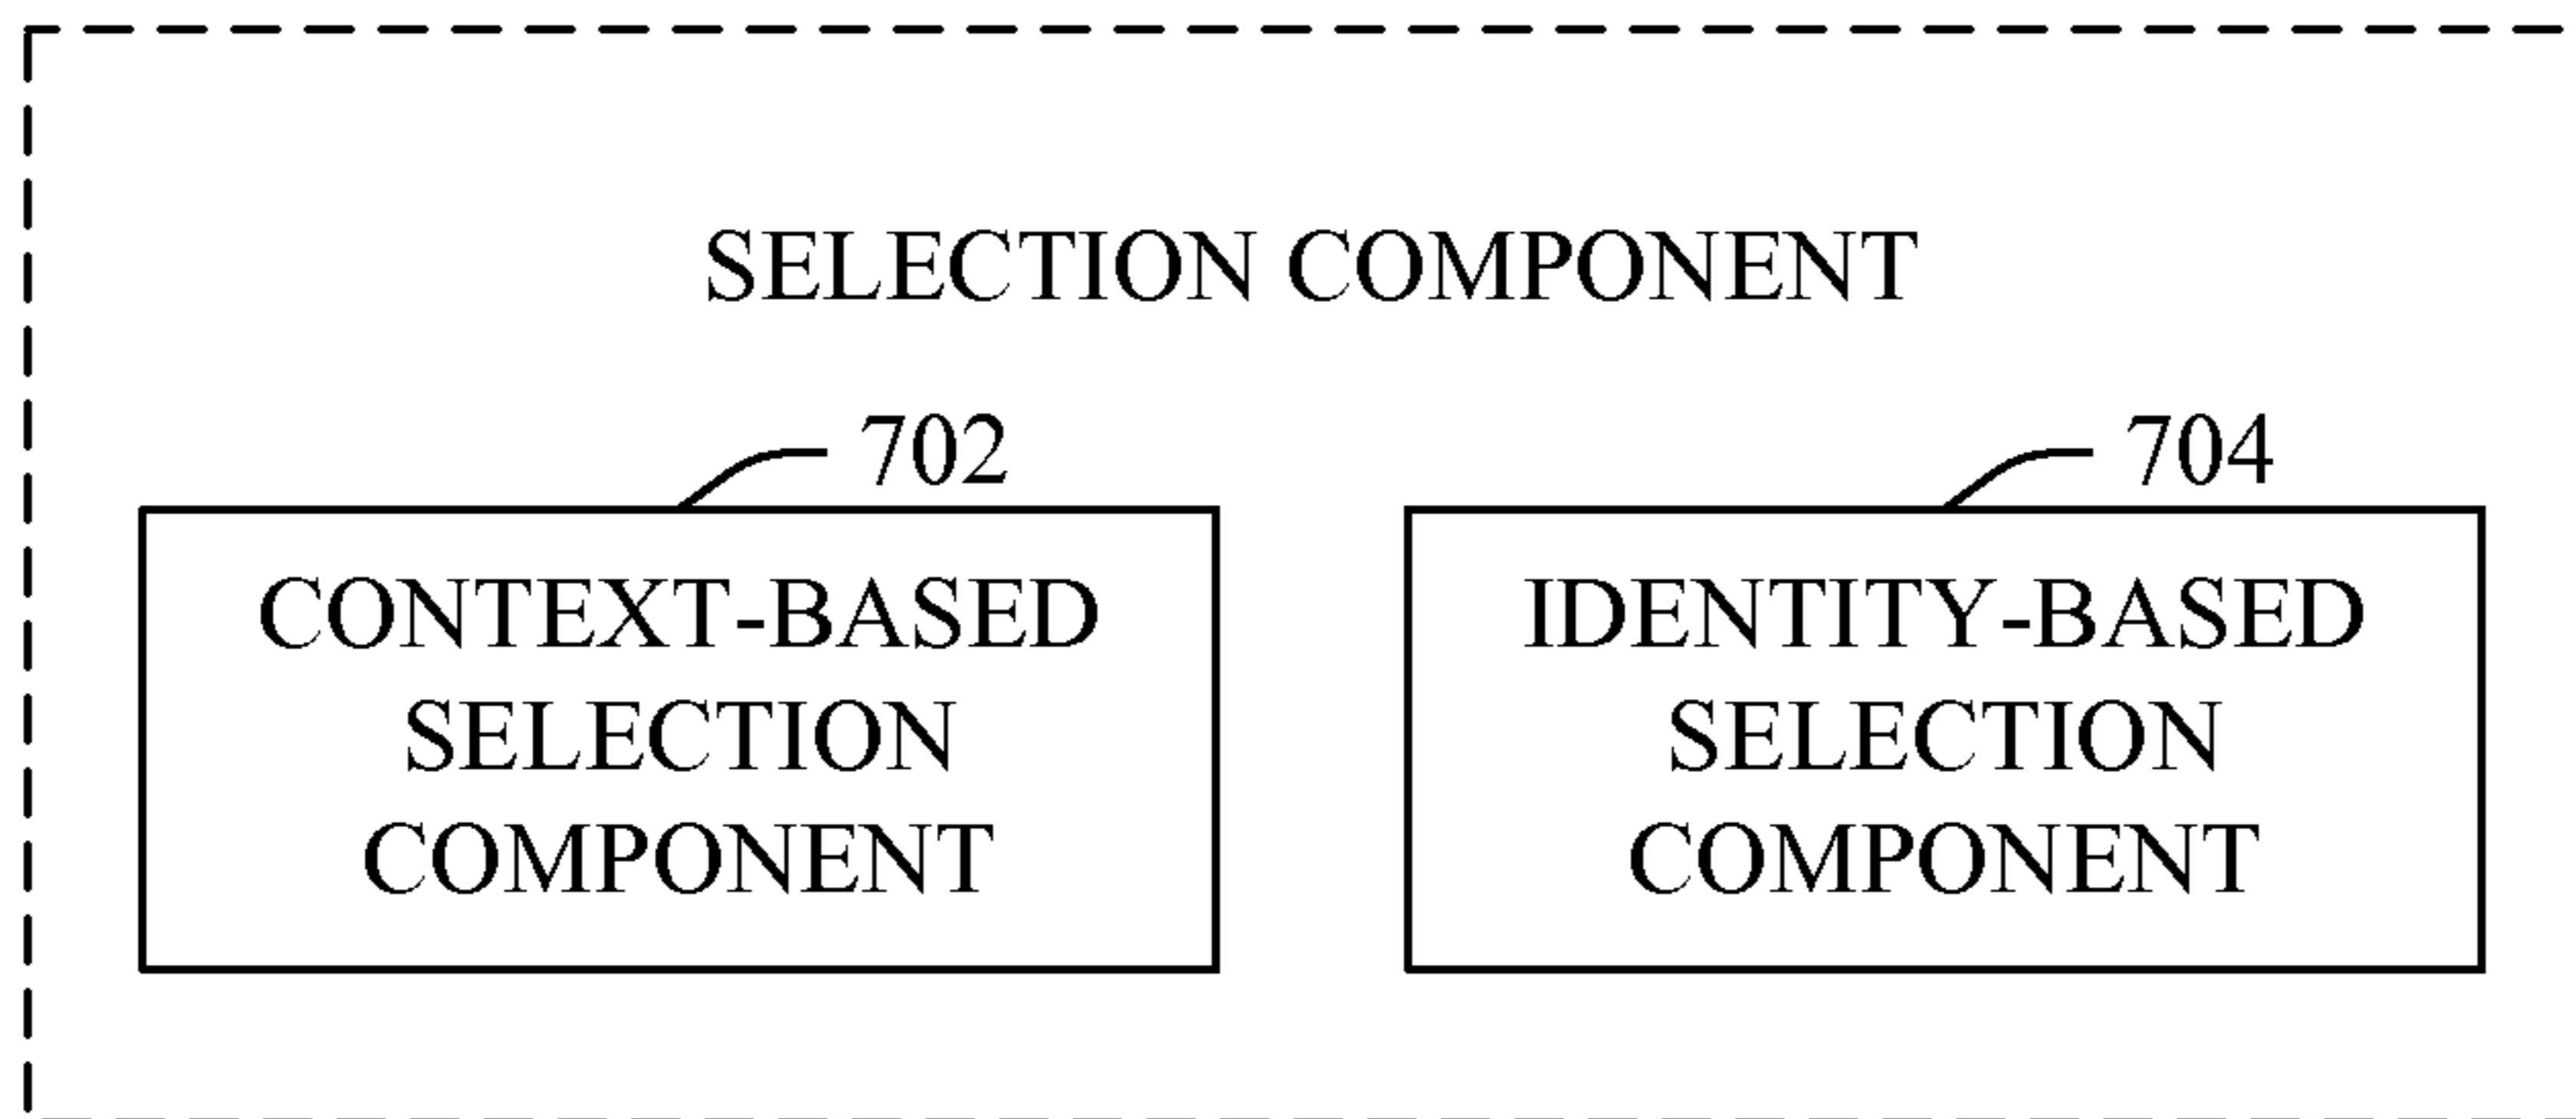 SELECTION COMPONENT
702
CONTEXT-BASED
SELECTION
COMPONENT
704
IDENTITY-BASED
SELECTION
COMPONENT